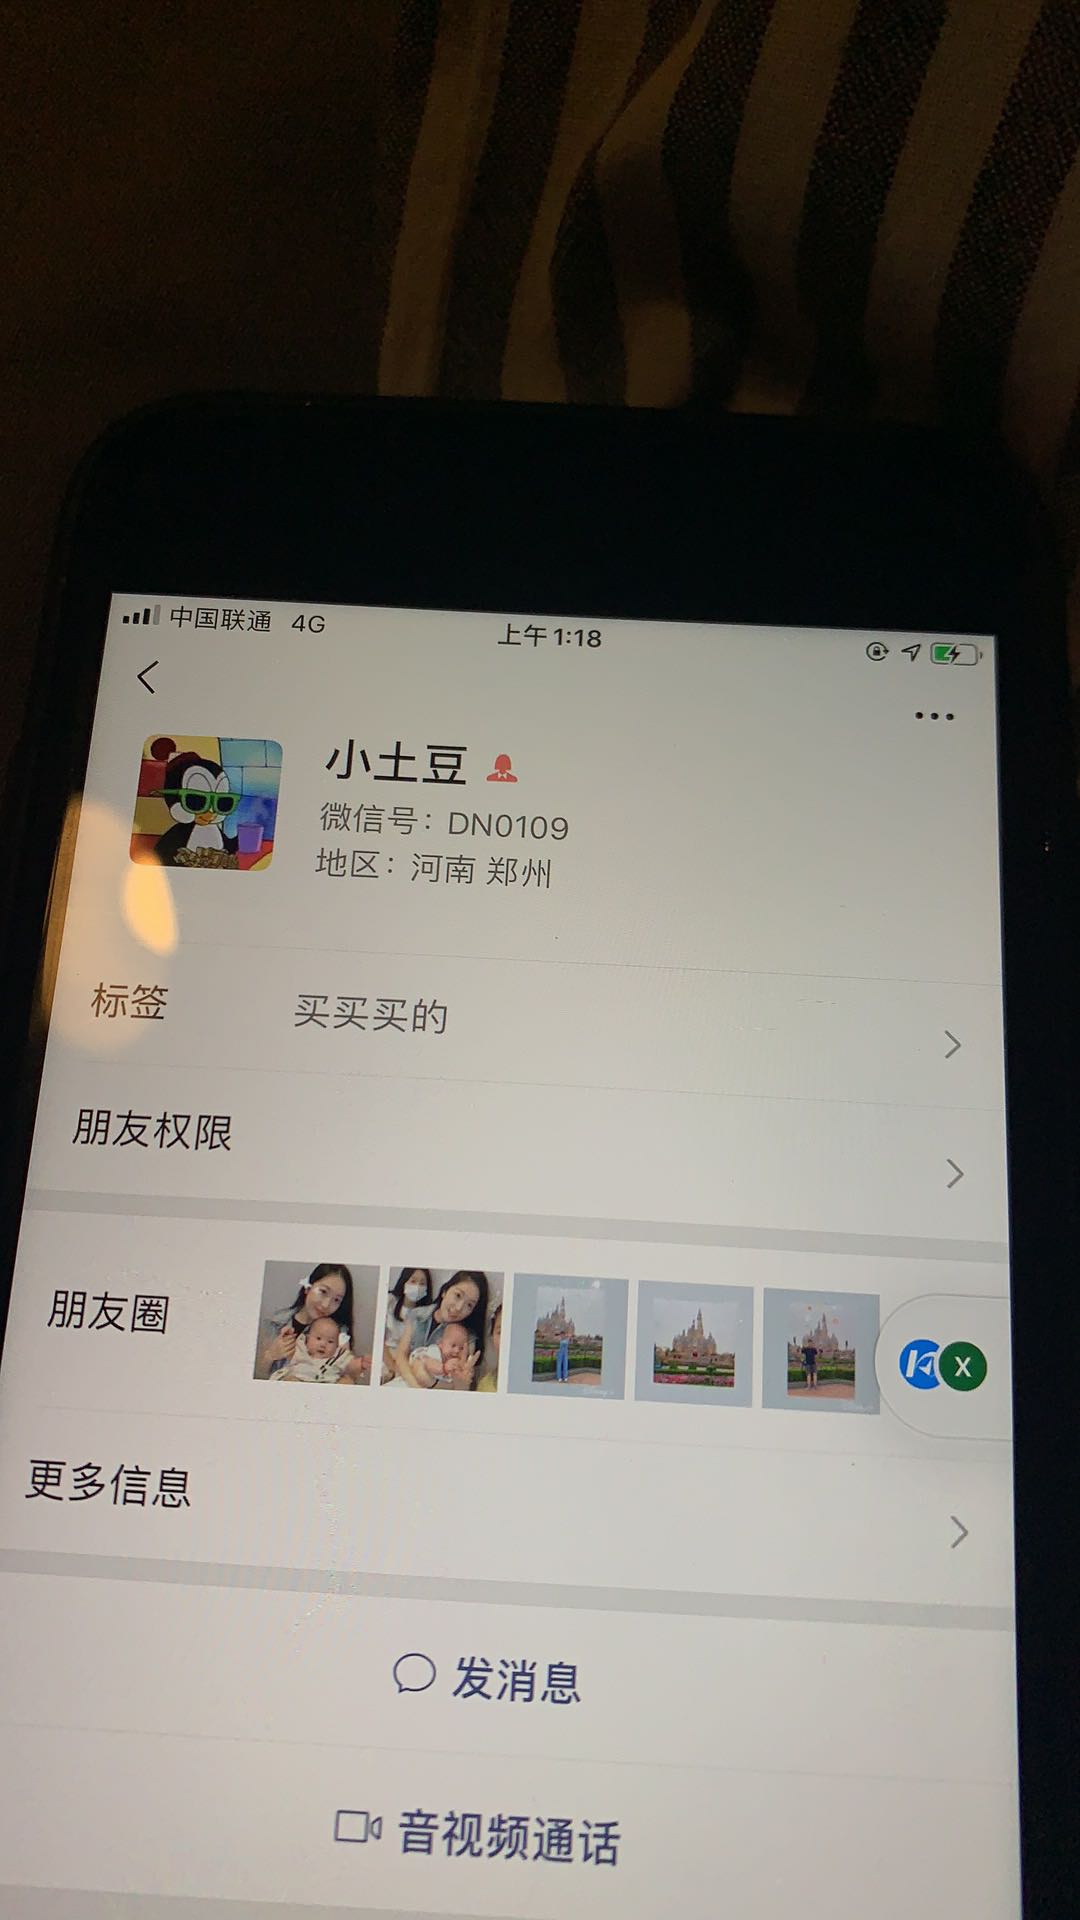 中国联通 4G 上午1:18
小土豆
微信号：DN0109
地区：河南 郑州
标签 买买买的
朋友权限
朋友圈
X
更多信息
发消息
音视频通话